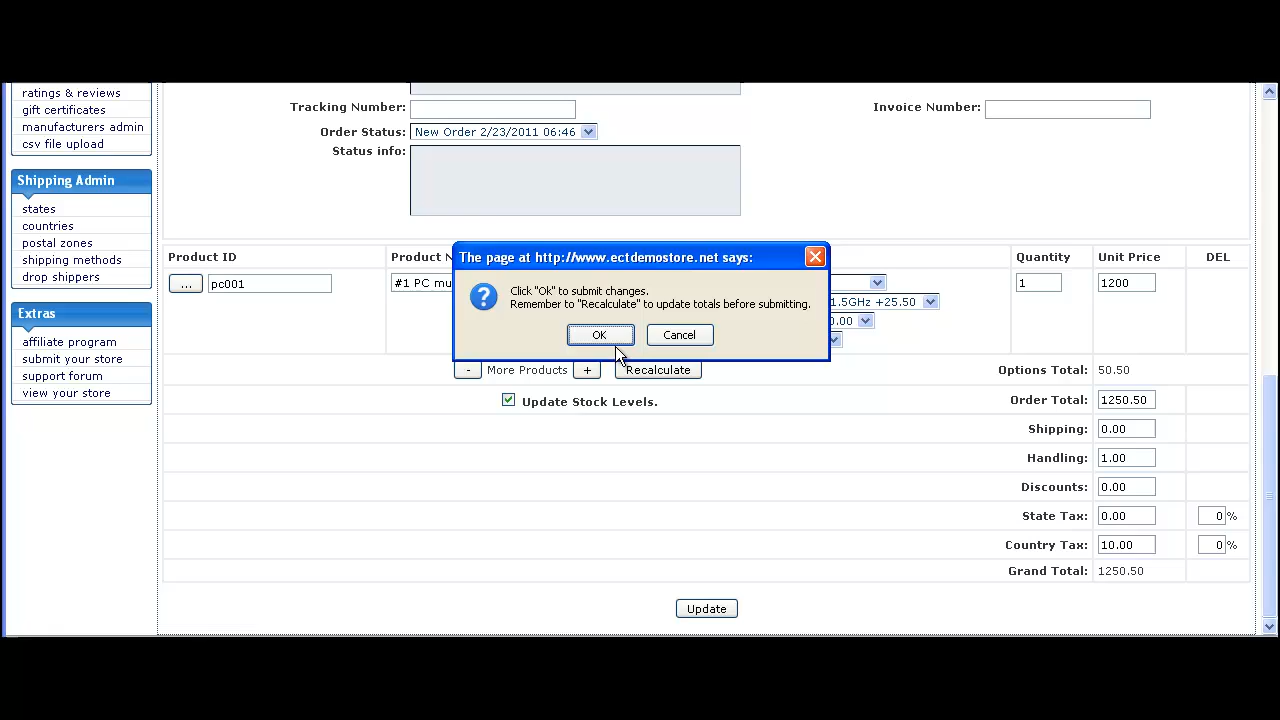 ratings & reviews
gift certificates
manufacturers admin
csv file upload
Shipping Admin
states
countries
postal zones
shipping methods
drop shippers
Extras
affiliate program
submit your store
support forum
view your store
Tracking Number:
Invoice Number:
Order Status: New Order 2/23/2011 06:46
Status info:
Product ID Product N Quantity Unit Price DEL
... pc001 #1 PC mu 1 1200
1.5GHz +25.50
0.00
The page at http://www.ectdemostore.net says:
Click "Ok" to submit changes.
Remember to "Recalculate" to update totals before submitting.
OK Cancel
- More Products + Recalculate Options Total: 50.50
Update Stock Levels. Order Total: 1250.50
Shipping: 0.00
Handling: 1.00
Discounts: 0.00
State Tax: 0.00 0 %
Country Tax: 10.00 0 %
Grand Total: 1250.50
Update